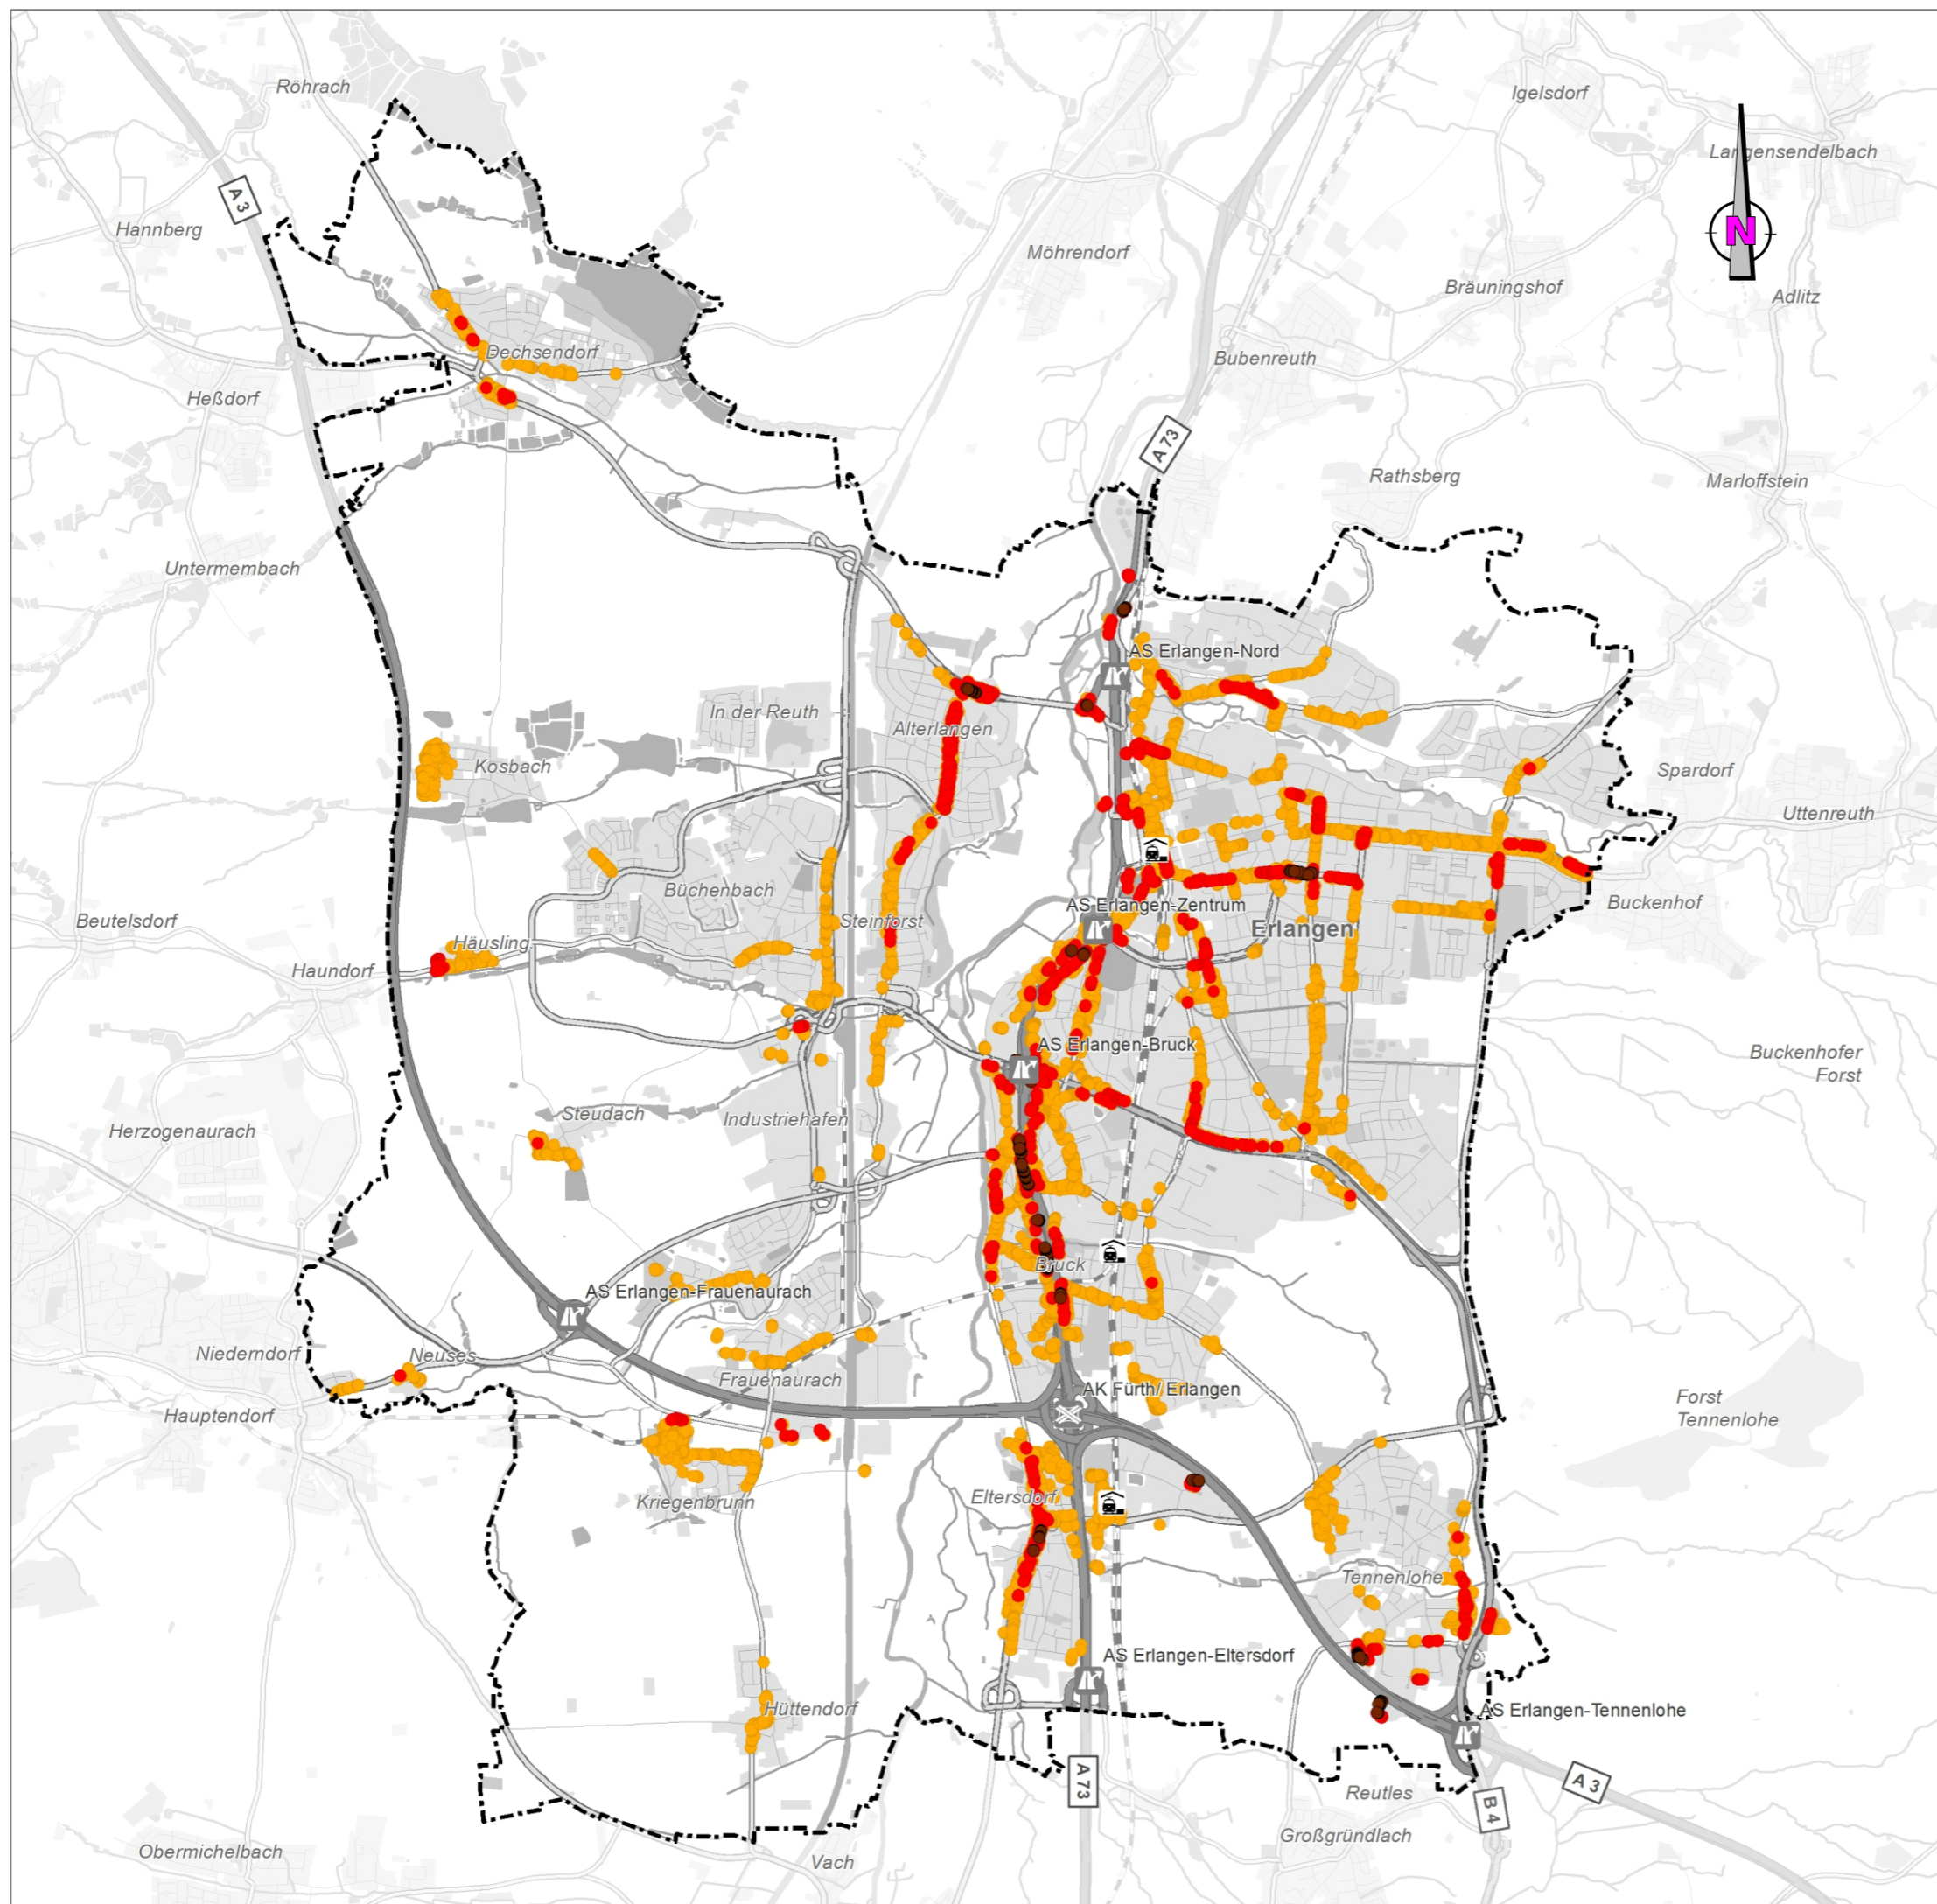 Röhrach
Igelsdorf
Langensendelbach
A 3
Hannberg
Möhrendorf
N
Bräuningshof
Adlitz
Dechsendorf
Bubenreuth
Heßdorf
A 73
Rathsberg
Marloffstein
Untermembach
AS Erlangen-Nord
In der Reuth
Alterlangen
Kosbach
Spardorf
Uttenreuth
Büchenbach
Buckenhof
AS Erlangen-Zentrum
Beutelsdorf
Steinforst
Erlangen
Häusling
Haundorf
AS Erlangen-Bruck
Buckenhofer
Forst
Steudach
Industriehafen
Herzogenaurach
Bruck
AS Erlangen-Frauenaurach
Niederndorf
Neuses
Frauenaurach
AK Fürth/ Erlangen
Forst
Tennenlohe
Hauptendorf
Kriegenbrunn
Eltersdorf
Tennenlohe
AS Erlangen-Eltersdorf
Hüttendorf
AS Erlangen-Tennenlohe
A 73
A 3
Reutles
B 4
Großgründlach
Obermichelbach
Vach